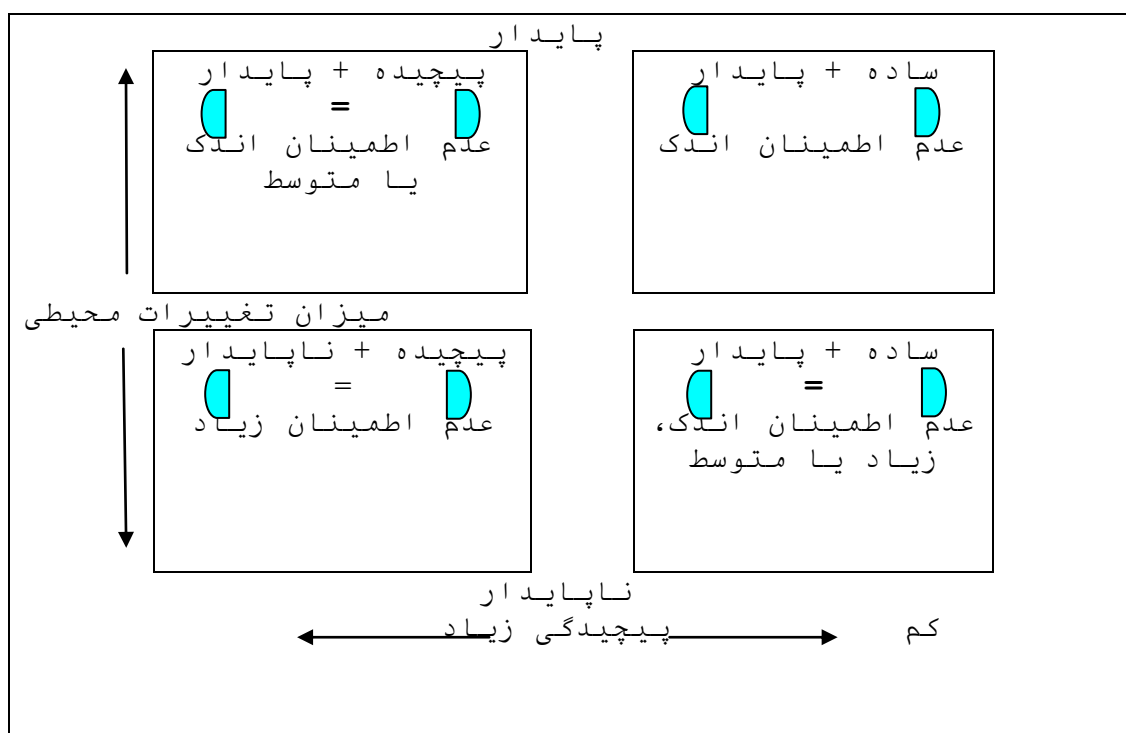 پایدار
ساده + پایدار
عدم اطمینان اندک
پیچیده + پایدار
=
عدم اطمینان اندک
یا متوسط
میزان تغییرات محیطی
ساده + پایدار
=
عدم اطمینان اندک،
زیاد یا متوسط
پیچیده + ناپایدار
=
عدم اطمینان زیاد
ناپایدار
کم پیچیدگی زیاد